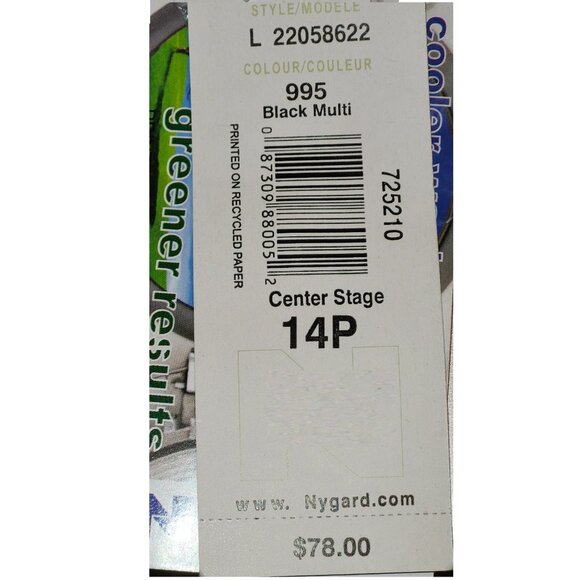 STYLE/MODÈLE
L 22058622
COLOUR/COULEUR
995
Black Multi
PRINTED ON RECYCLED PAPER
0 87309 88005 2
725210
Center Stage
14P
N
www. Nygard.com
$78.00
greener results
cooler